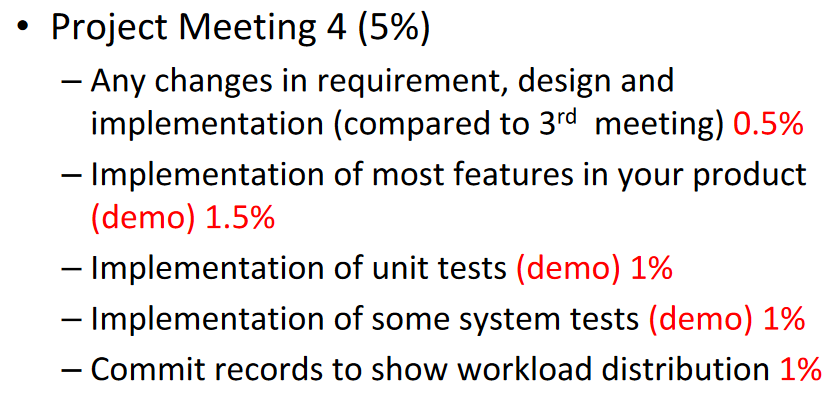 • Project Meeting 4 (5%)
– Any changes in requirement, design and
implementation (compared to 3rd meeting) 0.5%
– Implementation of most features in your product
(demo) 1.5%
– Implementation of unit tests (demo) 1%
– Implementation of some system tests (demo) 1%
– Commit records to show workload distribution 1%